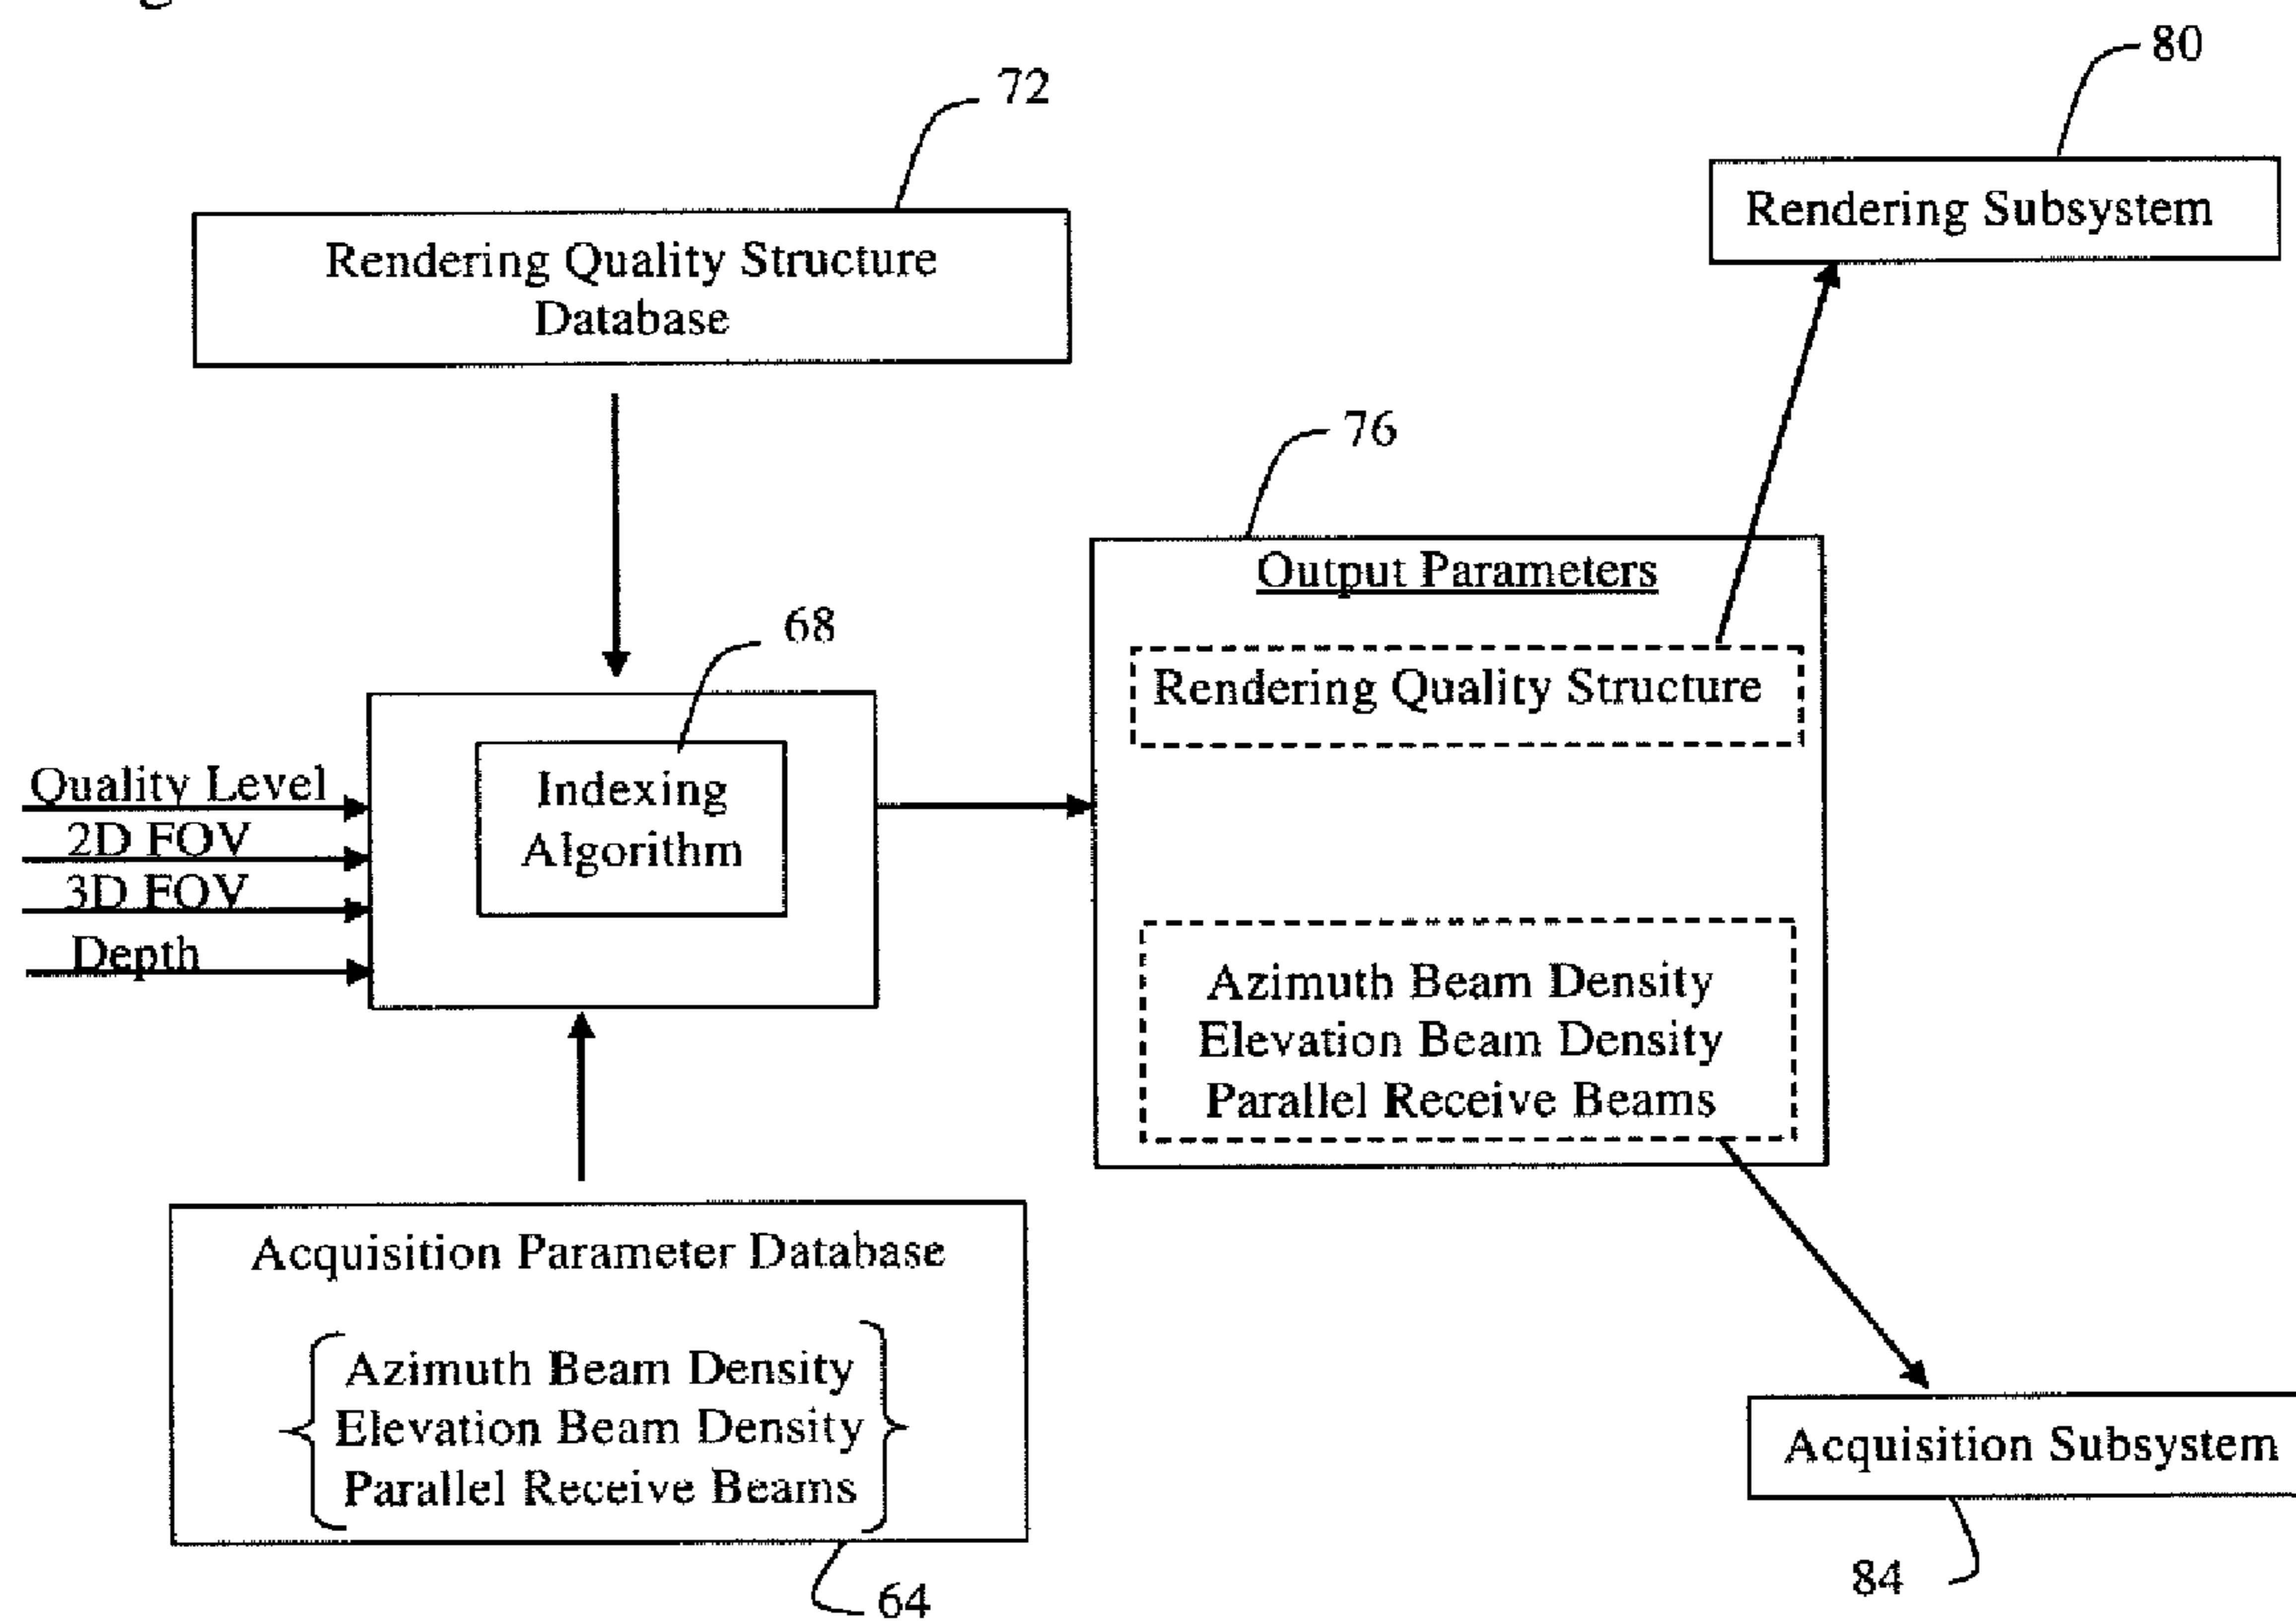 80
72
Rendering Subsystem
Rendering Quality Structure
Database
76
Output Parameters
68
Rendering Quality Structure
Quality Level
2D FOV
3D FOV
Depth
Indexing
Algorithm
Azimuth Beam Density
Elevation Beam Density
Parallel Receive Beams
Acquisition Parameter Database
Azimuth Beam Density
Elevation Beam Density
Parallel Receive Beams
Acquisition Subsystem
84
64